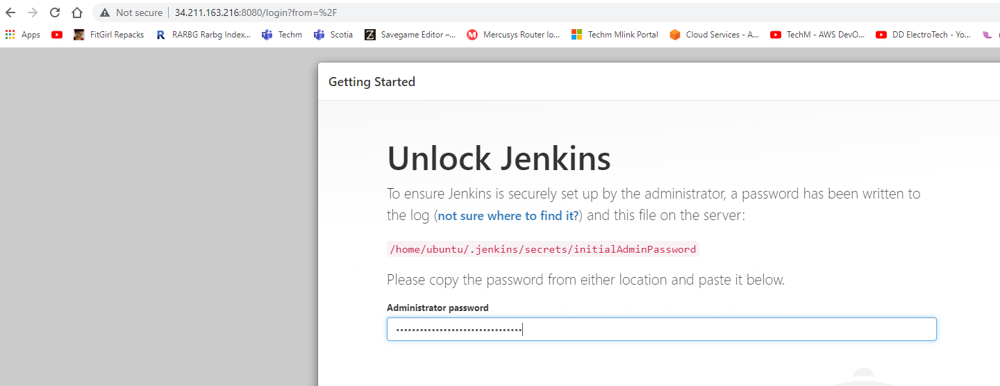 Not secure 34.211.163.216:8080/login?from=%2F
Apps FitGirl Repacks RARBG Rarbg Index... Techm Scotia Savegame Editor –... Mercusys Router lo... Techm Mlink Portal Cloud Services - A... TechM - AWS DevO... DD ElectroTech - Yo...
Getting Started
Unlock Jenkins
To ensure Jenkins is securely set up by the administrator, a password has been written to
the log (not sure where to find it?) and this file on the server:
/home/ubuntu/.jenkins/secrets/initialAdminPassword
Please copy the password from either location and paste it below.
Administrator password